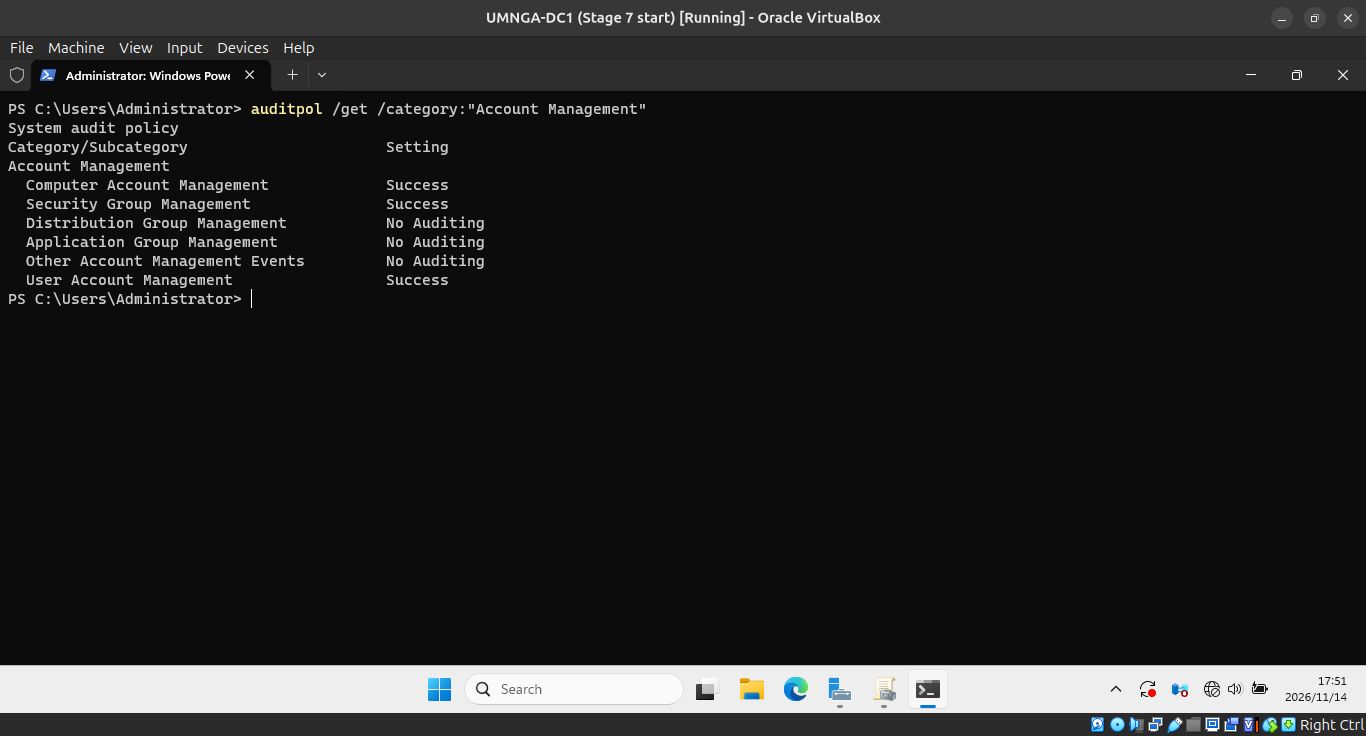 UMNGA-DC1 (Stage 7 start) [Running] - Oracle VirtualBox
File Machine View Input Devices Help
Administrator: Windows Powe
PS C:\Users\Administrator> auditpol /get /category:"Account Management"
System audit policy
Category/Subcategory                      Setting
Account Management
  Computer Account Management             Success
  Security Group Management               Success
  Distribution Group Management           No Auditing
  Application Group Management            No Auditing
  Other Account Management Events         No Auditing
  User Account Management                 Success
PS C:\Users\Administrator>
Search
17:51
2026/11/14
Right Ctrl